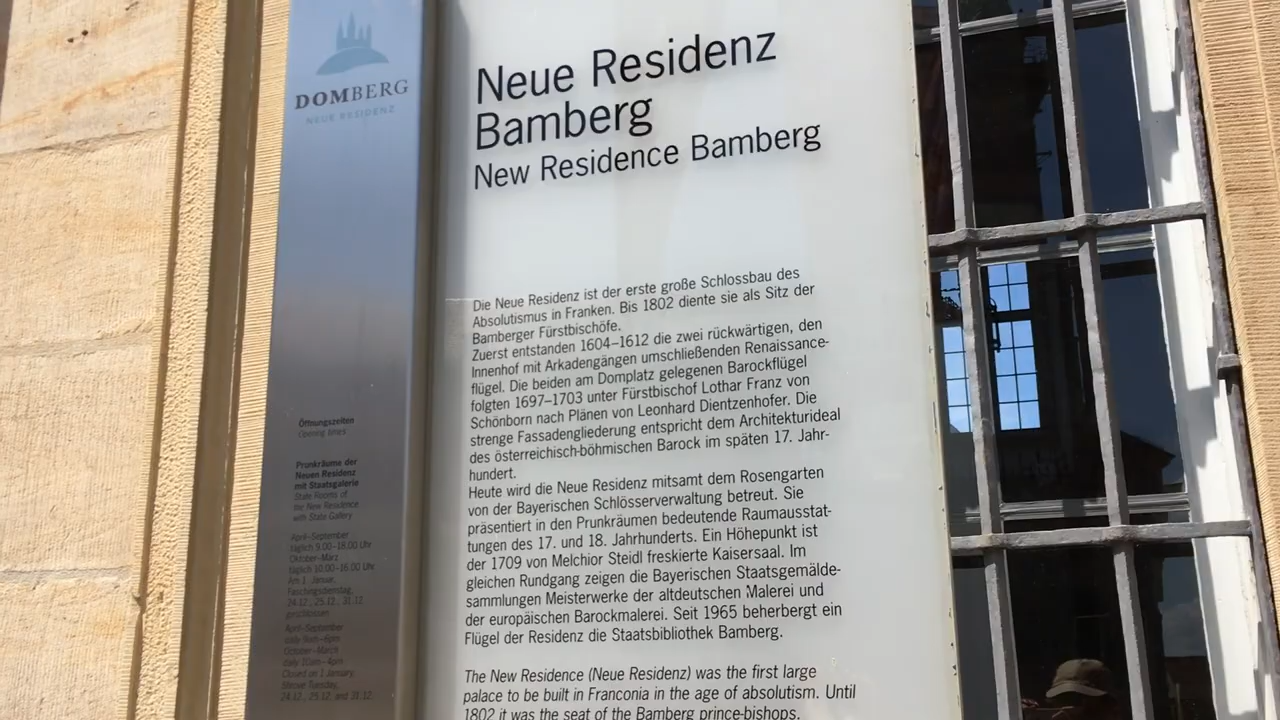 DOMBERG
NEUE RESIDENZ
Öffnungszeiten
Opening times
Prunkräume der
Neuen Residenz
mit Staatsgalerie
State Rooms of
the New Residence
with State Gallery
April–September
täglich 9.00–18.00 Uhr
Oktober–März
täglich 10.00–16.00 Uhr
Am 1. Januar,
Faschingsdienstag,
24.12., 25.12., 31.12.
geschlossen
April–September
daily 9am–6pm
October–March
daily 10am–4pm
Closed on 1 January,
Shrove Tuesday,
24.12., 25.12. and 31.12.
Neue Residenz
Bamberg
New Residence Bamberg
Die Neue Residenz ist der erste große Schlossbau des
Absolutismus in Franken. Bis 1802 diente sie als Sitz der
Bamberger Fürstbischöfe.
Zuerst entstanden 1604–1612 die zwei rückwärtigen, den
Innenhof mit Arkadengängen umschließenden Renaissance-
flügel. Die beiden am Domplatz gelegenen Barockflügel
folgten 1697–1703 unter Fürstbischof Lothar Franz von
Schönborn nach Plänen von Leonhard Dientzenhofer. Die
strenge Fassadengliederung entspricht dem Architekturideal
des österreichisch-böhmischen Barock im späten 17. Jahr-
hundert.
Heute wird die Neue Residenz mitsamt dem Rosengarten
von der Bayerischen Schlösserverwaltung betreut. Sie
präsentiert in den Prunkräumen bedeutende Raumausstat-
tungen des 17. und 18. Jahrhunderts. Ein Höhepunkt ist
der 1709 von Melchior Steidl freskierte Kaisersaal. Im
gleichen Rundgang zeigen die Bayerischen Staatsgemälde-
sammlungen Meisterwerke der altdeutschen Malerei und
der europäischen Barockmalerei. Seit 1965 beherbergt ein
Flügel der Residenz die Staatsbibliothek Bamberg.
The New Residence (Neue Residenz) was the first large
palace to be built in Franconia in the age of absolutism. Until
1802 it was the seat of the Bamberg prince-bishops.